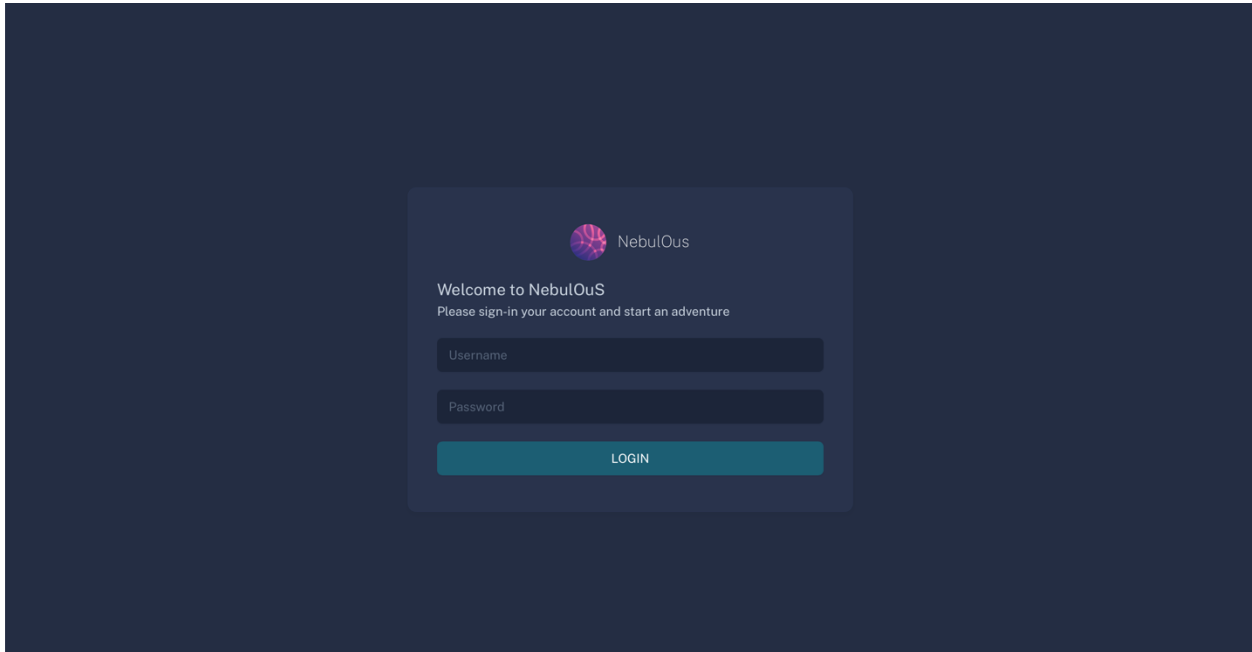 NebulOus
Welcome to NebulOuS
Please sign-in your account and start an adventure
Username
Password
LOGIN